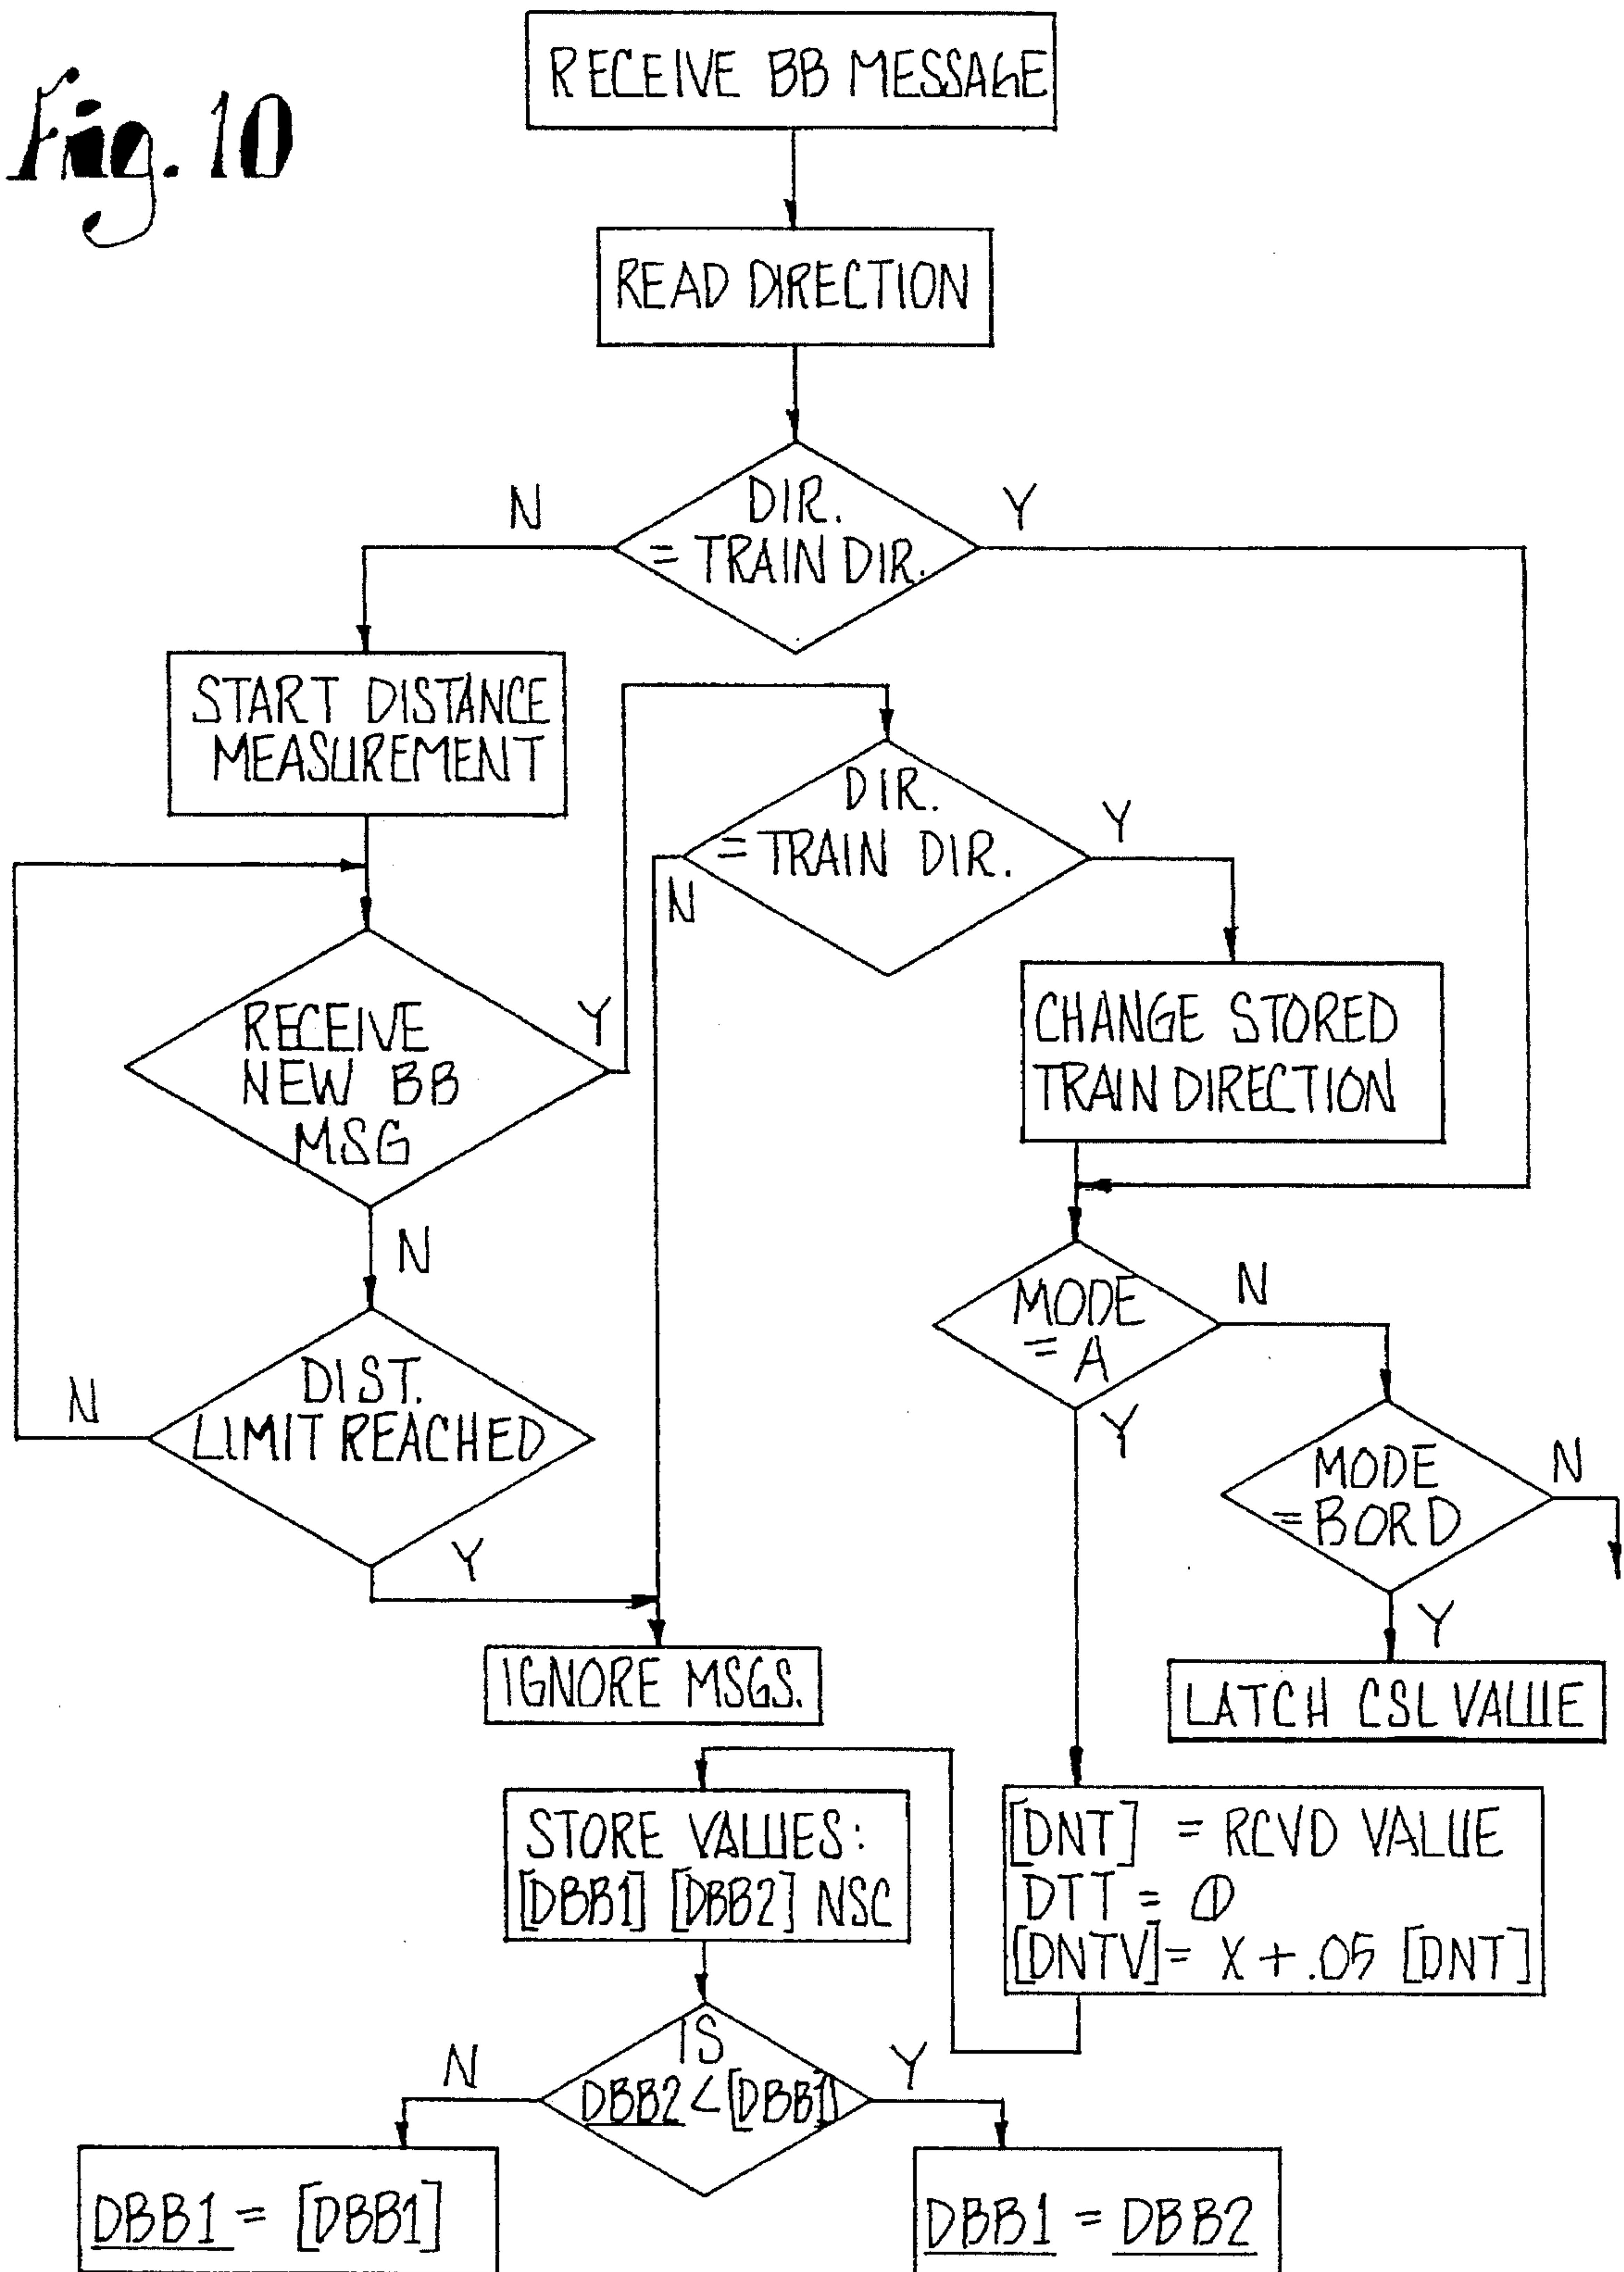 Fig. 10
RECEIVE BB MESSAGE
READ DIRECTION
DIR.
= TRAIN DIR.
N
Y
START DISTANCE
MEASUREMENT
DIR.
= TRAIN DIR.
Y
N
RECEIVE
NEW BB
MSG
Y
N
CHANGE STORED
TRAIN DIRECTION
MODE
= A
N
Y
DIST.
LIMIT REACHED
N
Y
MODE
= BORD
N
Y
IGNORE MSGS.
LATCH CSL VALUE
STORE VALUES:
[DBB1] [DBB2] NSC
[DNT] = RCVD VALUE
DTT = 0
[DNTV] = X + .05 [DNT]
IS
DBB2 < [DBB1]
N
Y
DBB1 = [DBB1]
DBB1 = DBB2